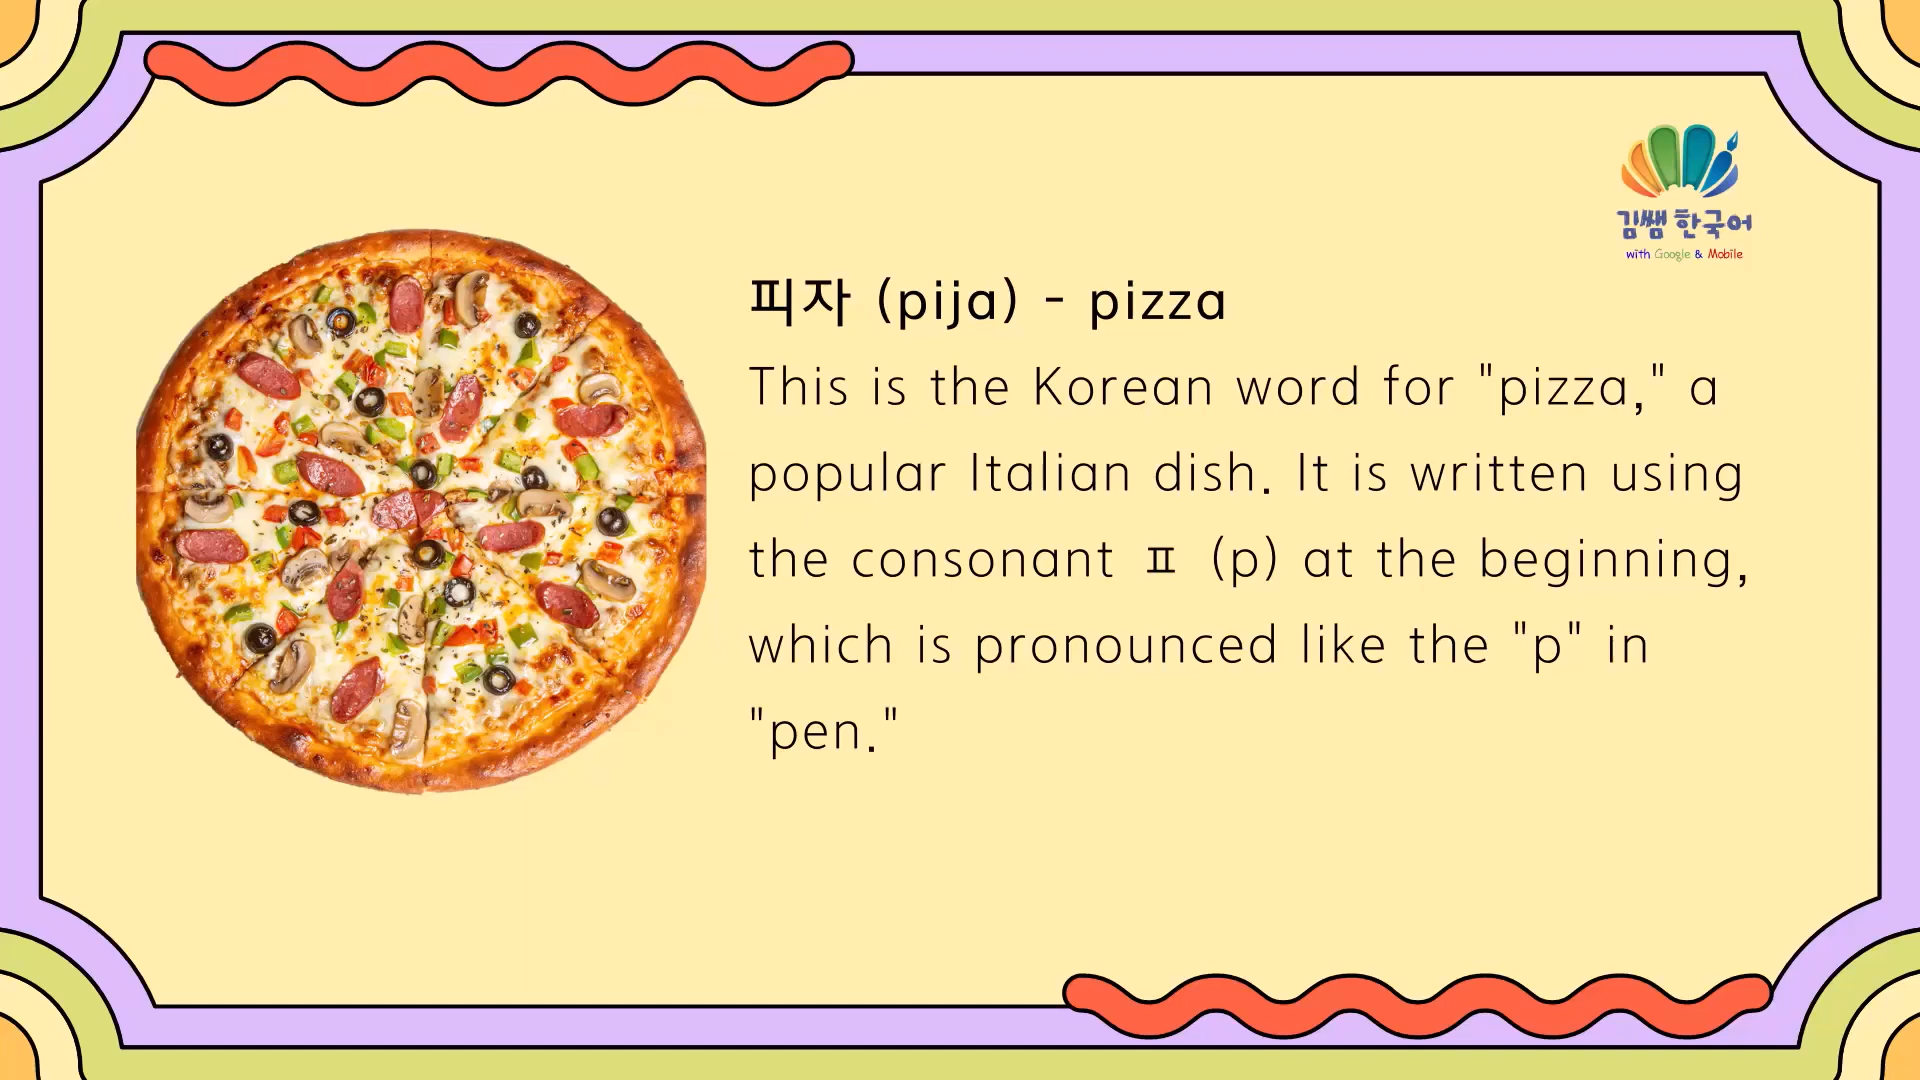 김쌤 한국어
with Google & Mobile
피자 (pija) - pizza
This is the Korean word for "pizza," a
popular Italian dish. It is written using
the consonant ㅍ (p) at the beginning,
which is pronounced like the "p" in
"pen."